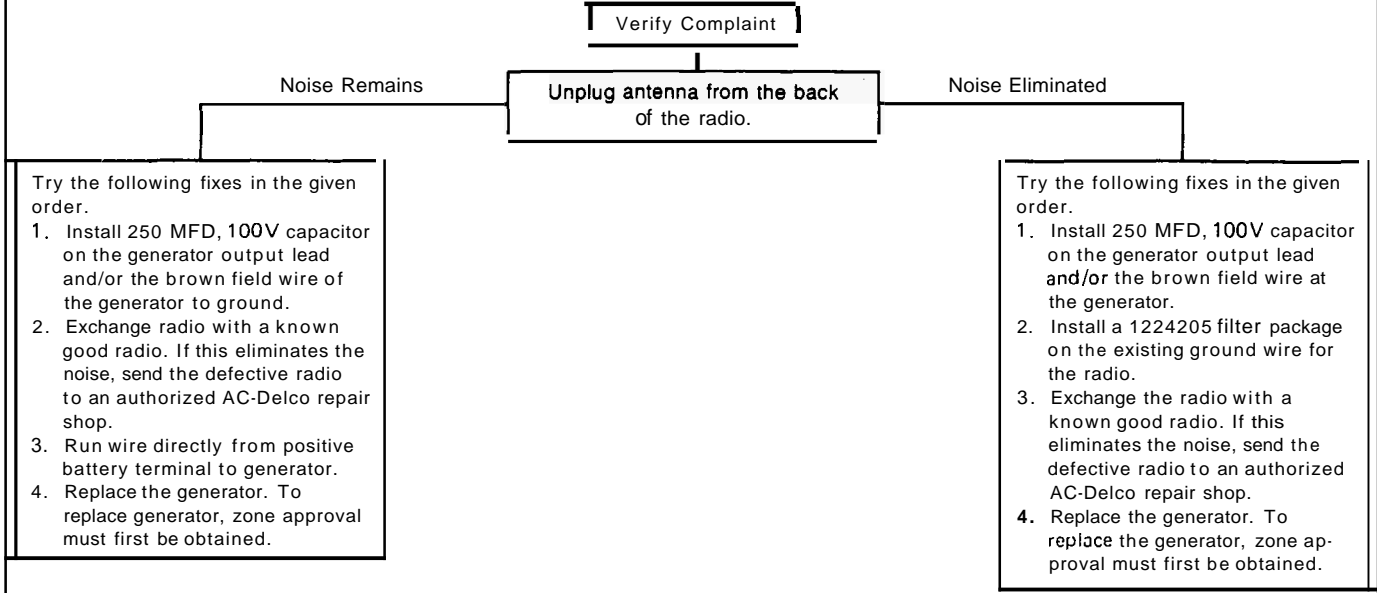 Verify Complaint
Noise Remains
Unplug antenna from the back
of the radio.
Noise Eliminated
Try the following fixes in the given
order.
1. Install 250 MFD, 100V capacitor
on the generator output lead
and/or the brown field wire of
the generator to ground.
2. Exchange radio with a known
good radio. If this eliminates the
noise, send the defective radio
to an authorized AC-Delco repair
shop.
3. Run wire directly from positive
battery terminal to generator.
4. Replace the generator. To
replace generator, zone approval
must first be obtained.
Try the following fixes in the given
order.
1. Install 250 MFD, 100V capacitor
on the generator output lead
and/or the brown field wire at
the generator.
2. Install a 1224205 filter package
on the existing ground wire for
the radio.
3. Exchange the radio with a
known good radio. If this
eliminates the noise, send the
defective radio to an authorized
AC-Delco repair shop.
4. Replace the generator. To
replace the generator, zone ap-
proval must first be obtained.